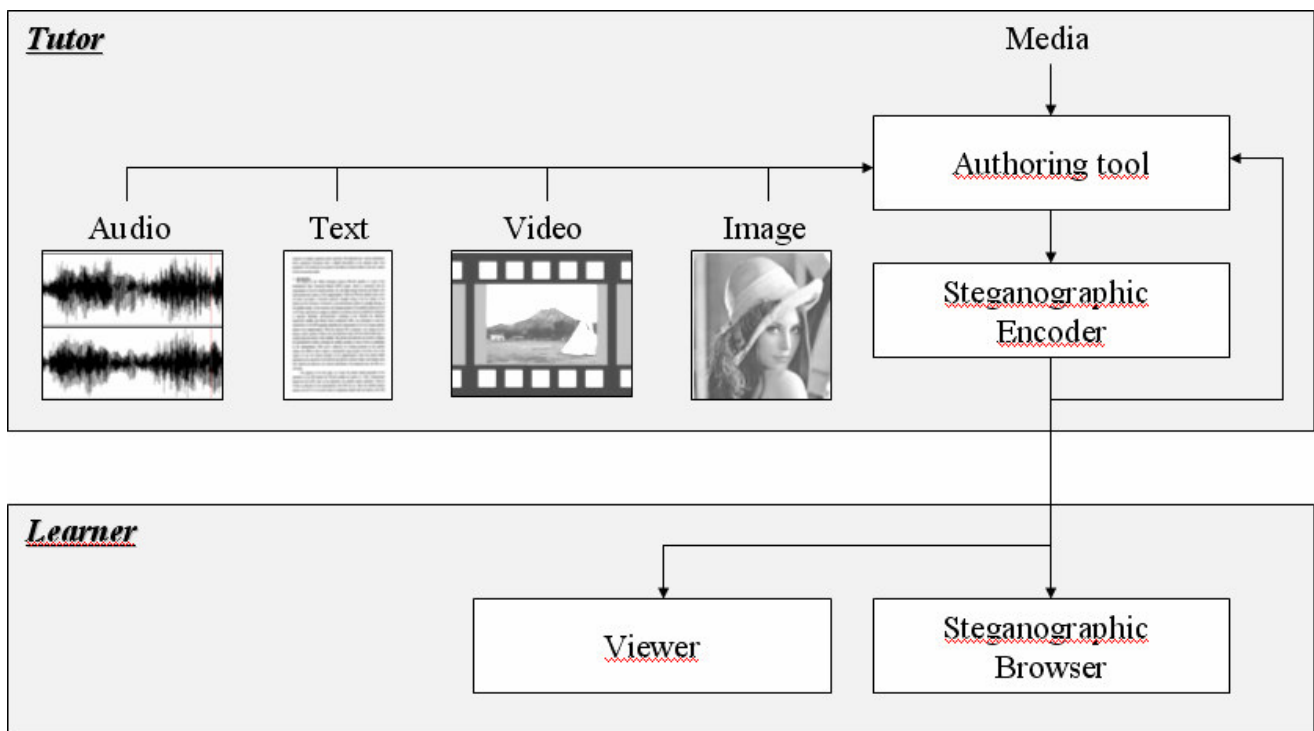 Tutor
Media
Authoring tool
Audio
Text
Video
Image
Steganographic
Encoder
Learner
Viewer
Steganographic
Browser